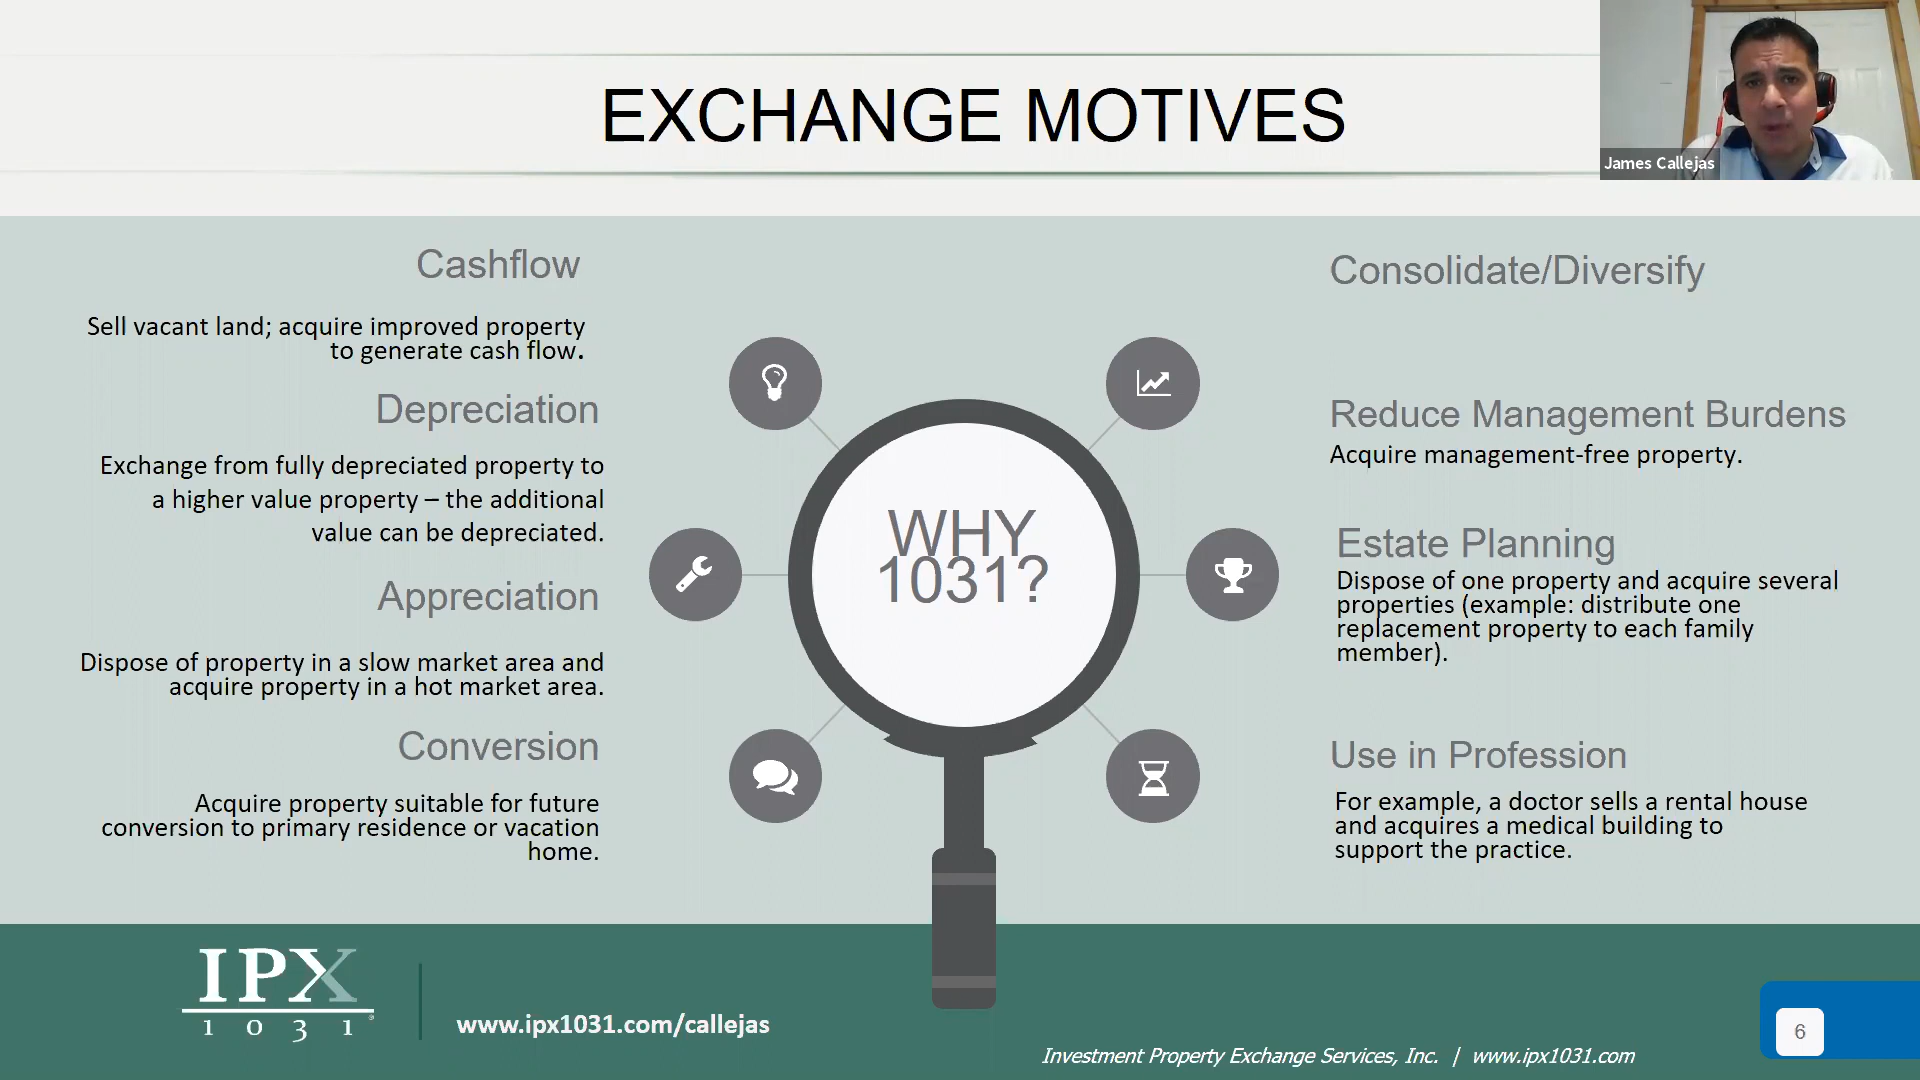 EXCHANGE MOTIVES
James Callejas
Cashflow
Sell vacant land; acquire improved property
to generate cash flow.
Depreciation
Exchange from fully depreciated property to
a higher value property – the additional
value can be depreciated.
Appreciation
Dispose of property in a slow market area and
acquire property in a hot market area.
Conversion
Acquire property suitable for future
conversion to primary residence or vacation
home.
WHY
1031?
Consolidate/Diversify
Reduce Management Burdens
Acquire management-free property.
Estate Planning
Dispose of one property and acquire several
properties (example: distribute one
replacement property to each family
member).
Use in Profession
For example, a doctor sells a rental house
and acquires a medical building to
support the practice.
IPX
1031
www.ipx1031.com/callejas
Investment Property Exchange Services, Inc. | www.ipx1031.com
6